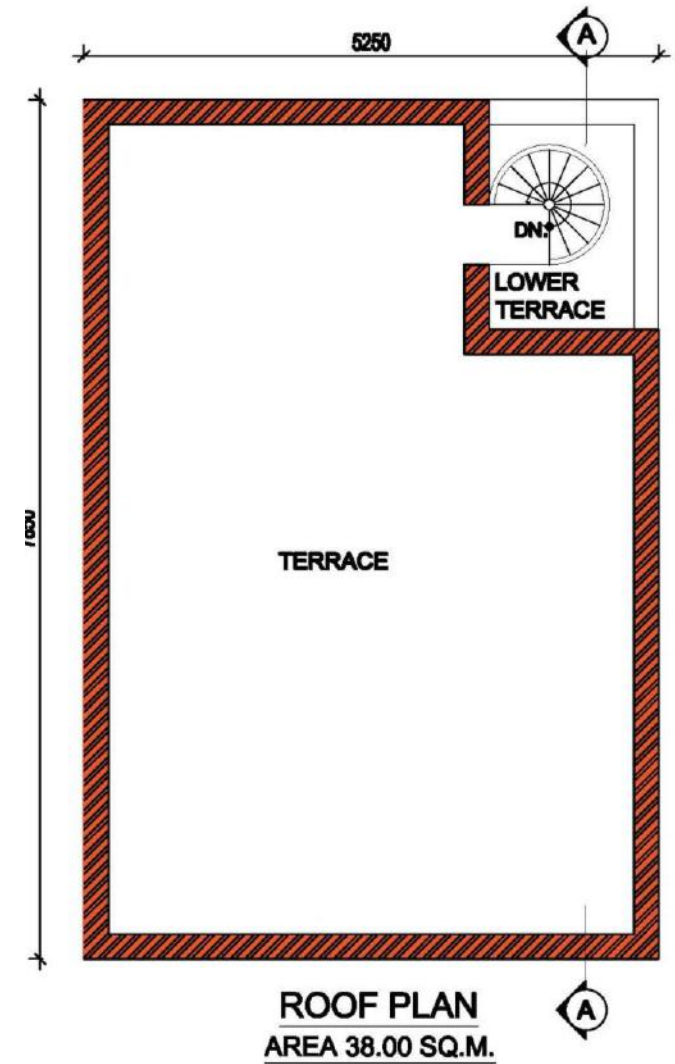 A
5250
DN.
LOWER
TERRACE
TERRACE
ROOF PLAN
A
AREA 38.00 SQ.M.